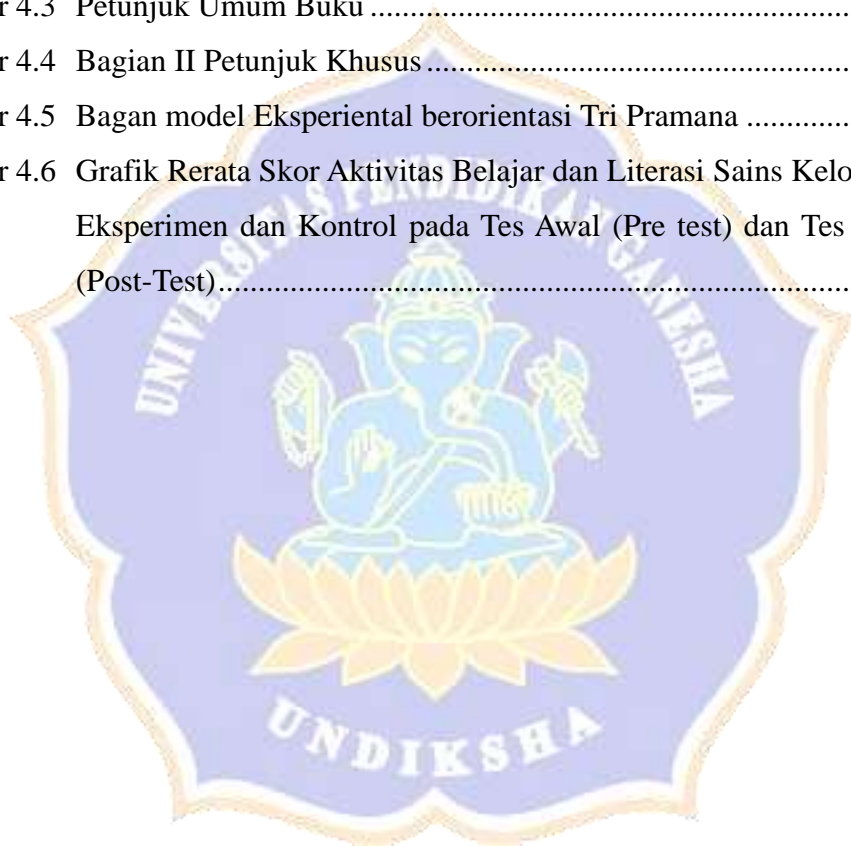 r 4.3 Petunjuk Umum Buku ................................................................
r 4.4 Bagian II Petunjuk Khusus ........................................................
r 4.5 Bagan model Eksperiental berorientasi Tri Pramana ..............
r 4.6 Grafik Rerata Skor Aktivitas Belajar dan Literasi Sains Kelo
Eksperimen dan Kontrol pada Tes Awal (Pre test) dan Tes
(Post-Test)...................................................................................
UNIVERSITAS PENDIDIKAN GANESHA
UNDIKSHA